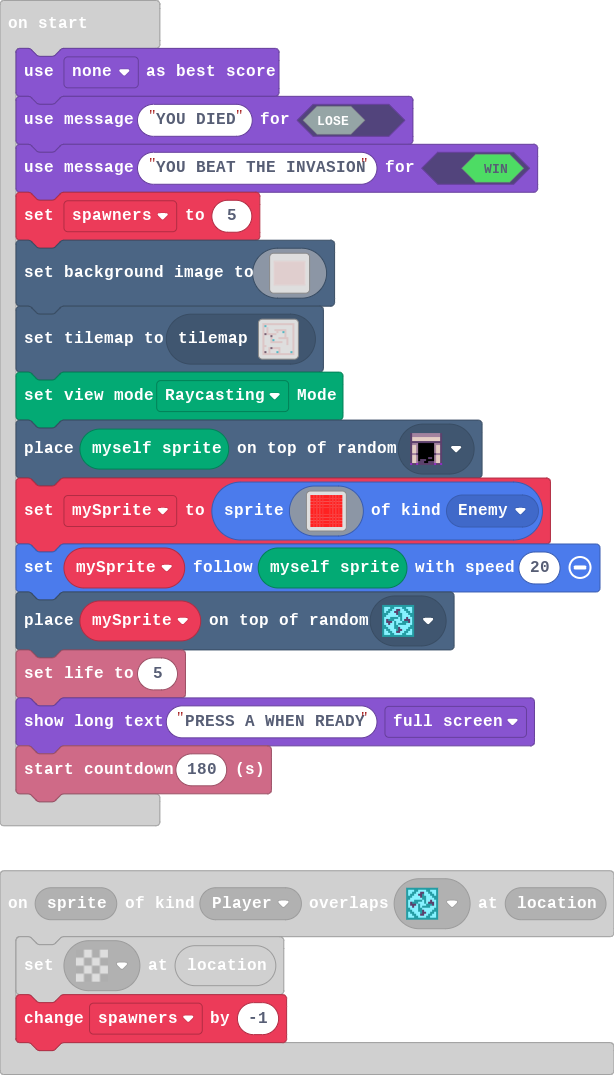 on start
use none as best score
use message "YOU DIED" for LOSE
use message "YOU BEAT THE INVASION" for WIN
set spawners to 5
set background image to
set tilemap to tilemap
set view mode Raycasting Mode
place myself sprite on top of random
set mySprite to sprite of kind Enemy
set mySprite follow myself sprite with speed 20
place mySprite on top of random
set life to 5
show long text "PRESS A WHEN READY" full screen
start countdown 180 (s)
on sprite of kind Player overlaps at location
set at location
change spawners by -1